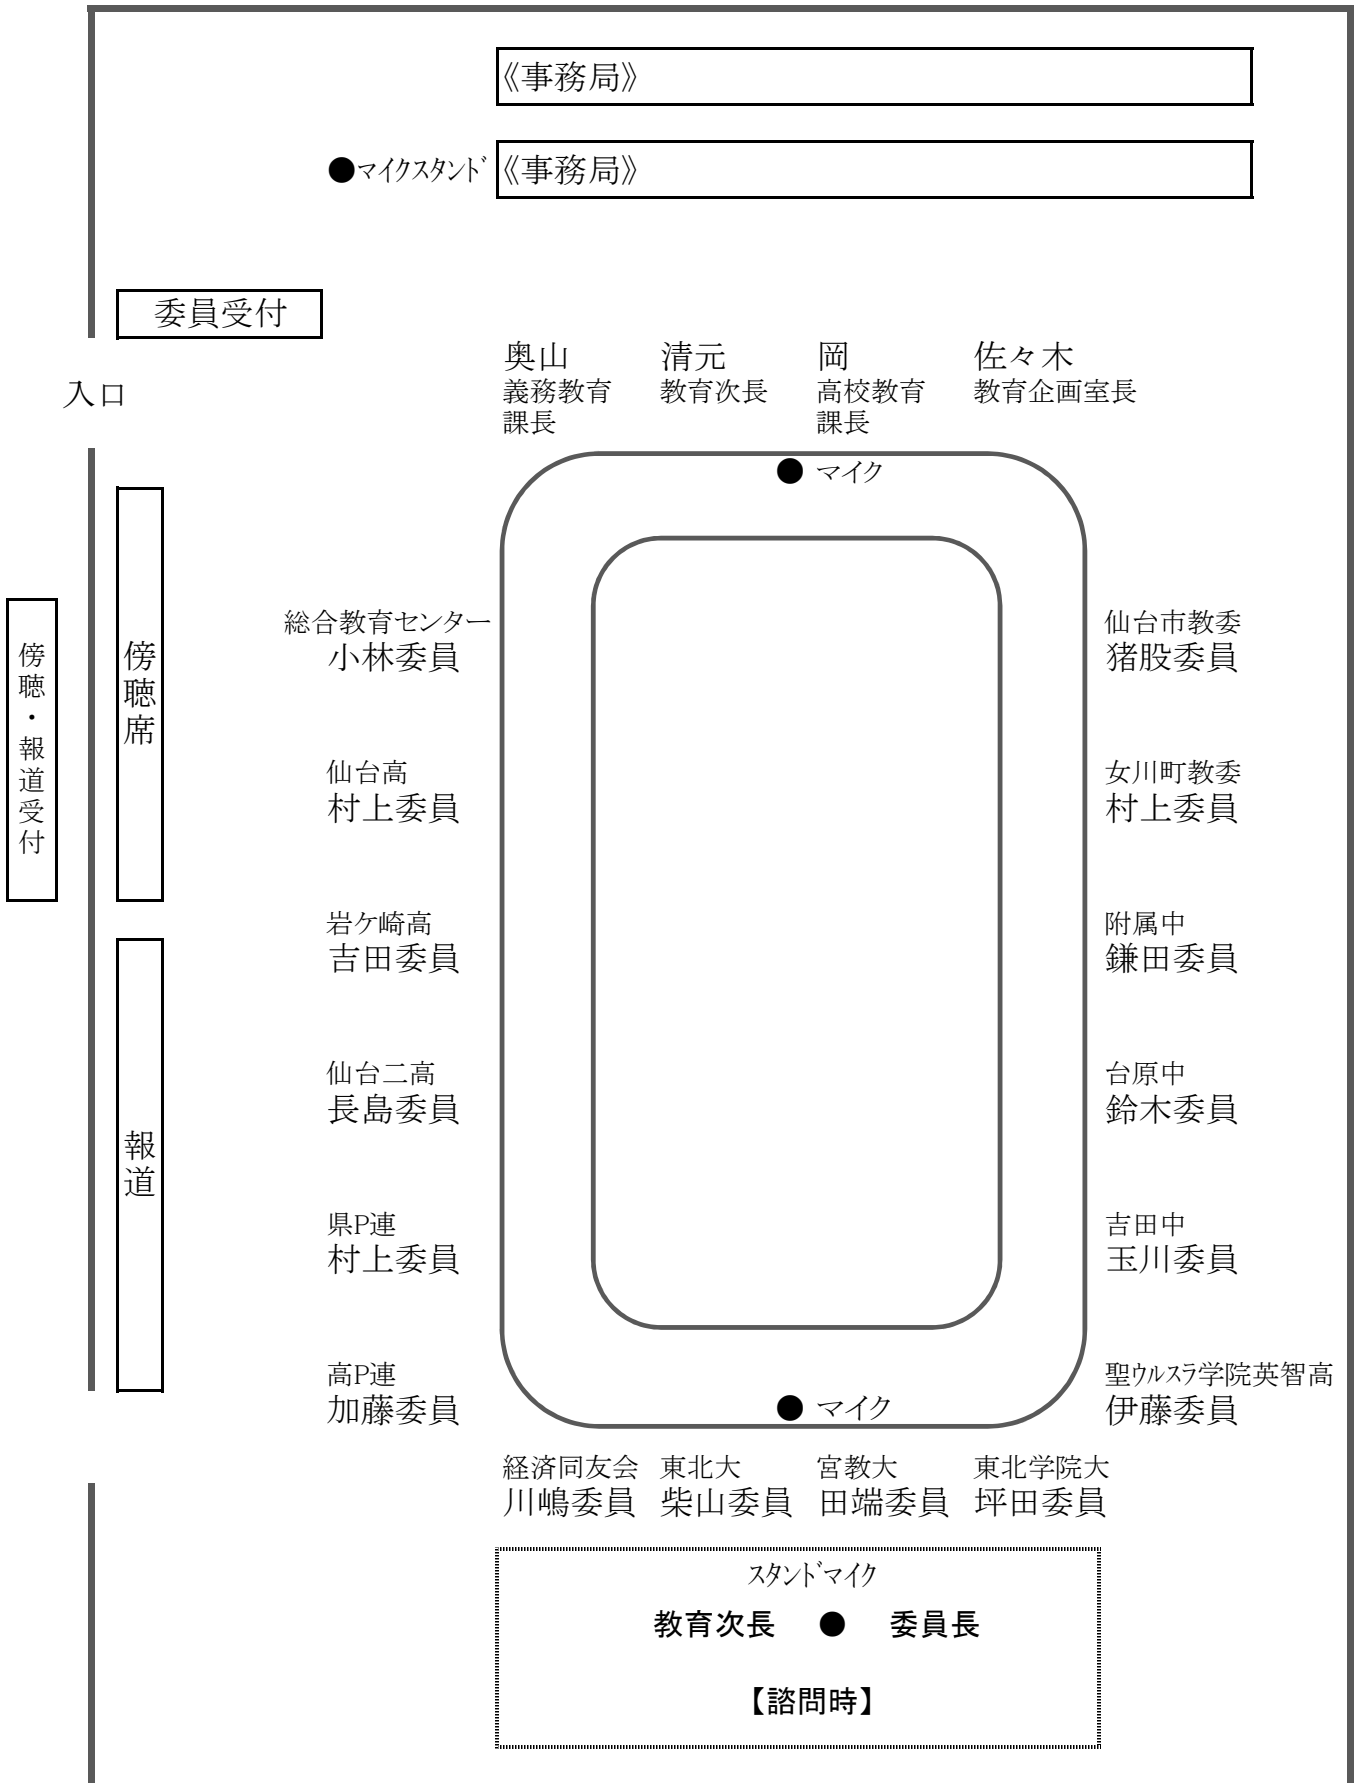 《事務局》
●マイクスタンド 《事務局》
委員受付
入口
奥山 清元 岡 佐々木
義務教育 教育次長 高校教育 教育企画室長
課長 課長
● マイク
傍聴・報道受付
傍聴席
報道
総合教育センター 仙台市教委
小林委員 猪股委員
仙台高 女川町教委
村上委員 村上委員
岩ケ崎高 附属中
吉田委員 鎌田委員
仙台二高 台原中
長島委員 鈴木委員
県P連 吉田中
村上委員 玉川委員
高P連 聖ウルスラ学院英智高
加藤委員 ● マイク 伊藤委員
経済同友会 東北大 宮教大 東北学院大
川嶋委員 柴山委員 田端委員 坪田委員
スタンドマイク
教育次長 ● 委員長
【諮問時】